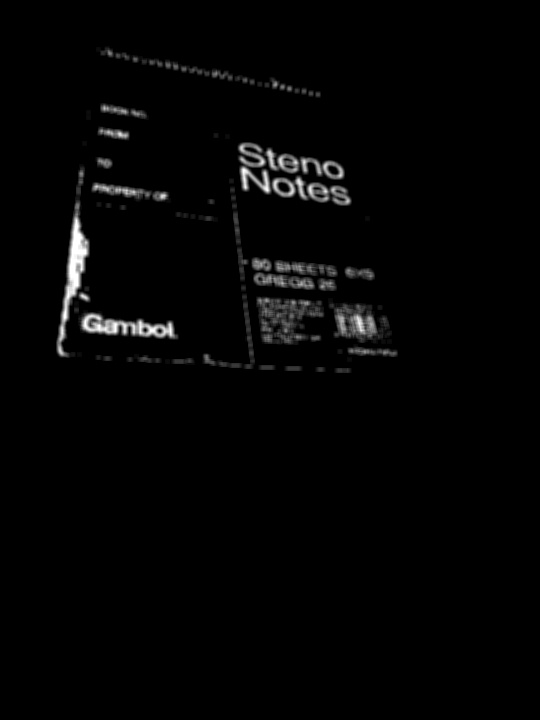 BOOK NO.
FROM
TO
PROPERTY OF
Steno
Notes
80 SHEETS 6x9
GREGG 26
Gambol.